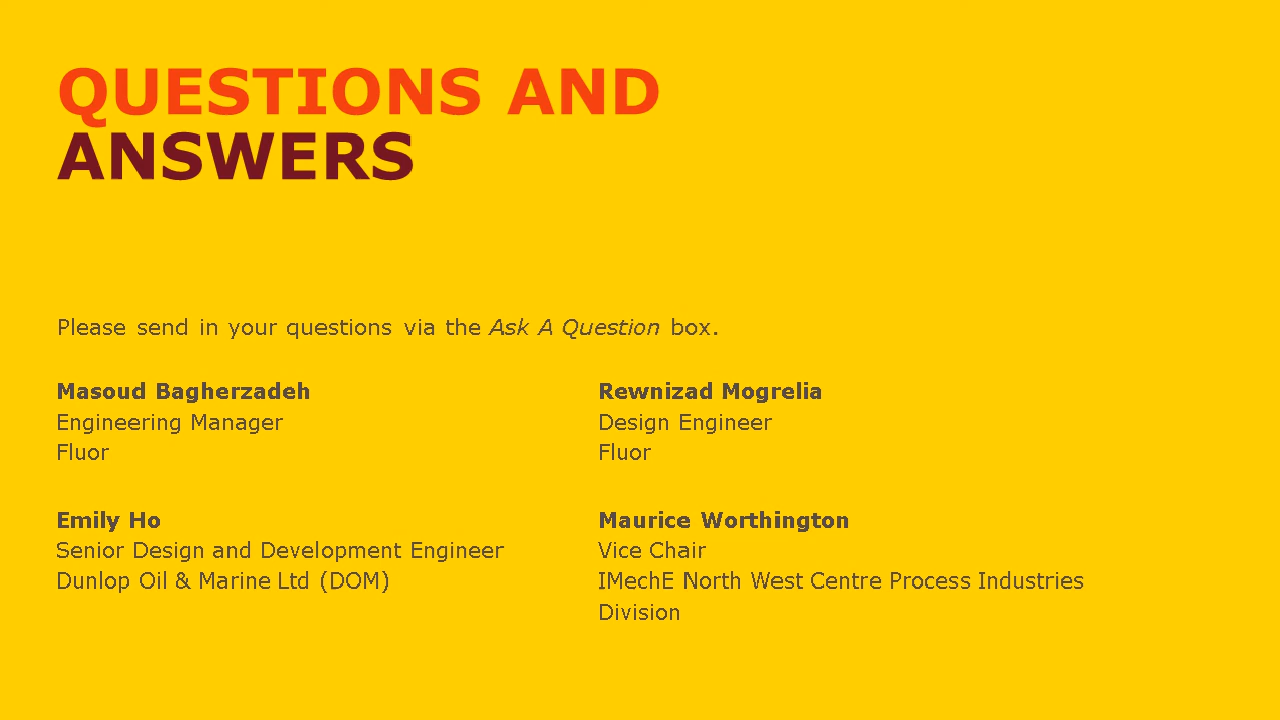 QUESTIONS AND
ANSWERS
Please send in your questions via the Ask A Question box.
Masoud Bagherzadeh
Engineering Manager
Fluor
Rewnizad Mogrelia
Design Engineer
Fluor
Emily Ho
Senior Design and Development Engineer
Dunlop Oil & Marine Ltd (DOM)
Maurice Worthington
Vice Chair
IMechE North West Centre Process Industries
Division